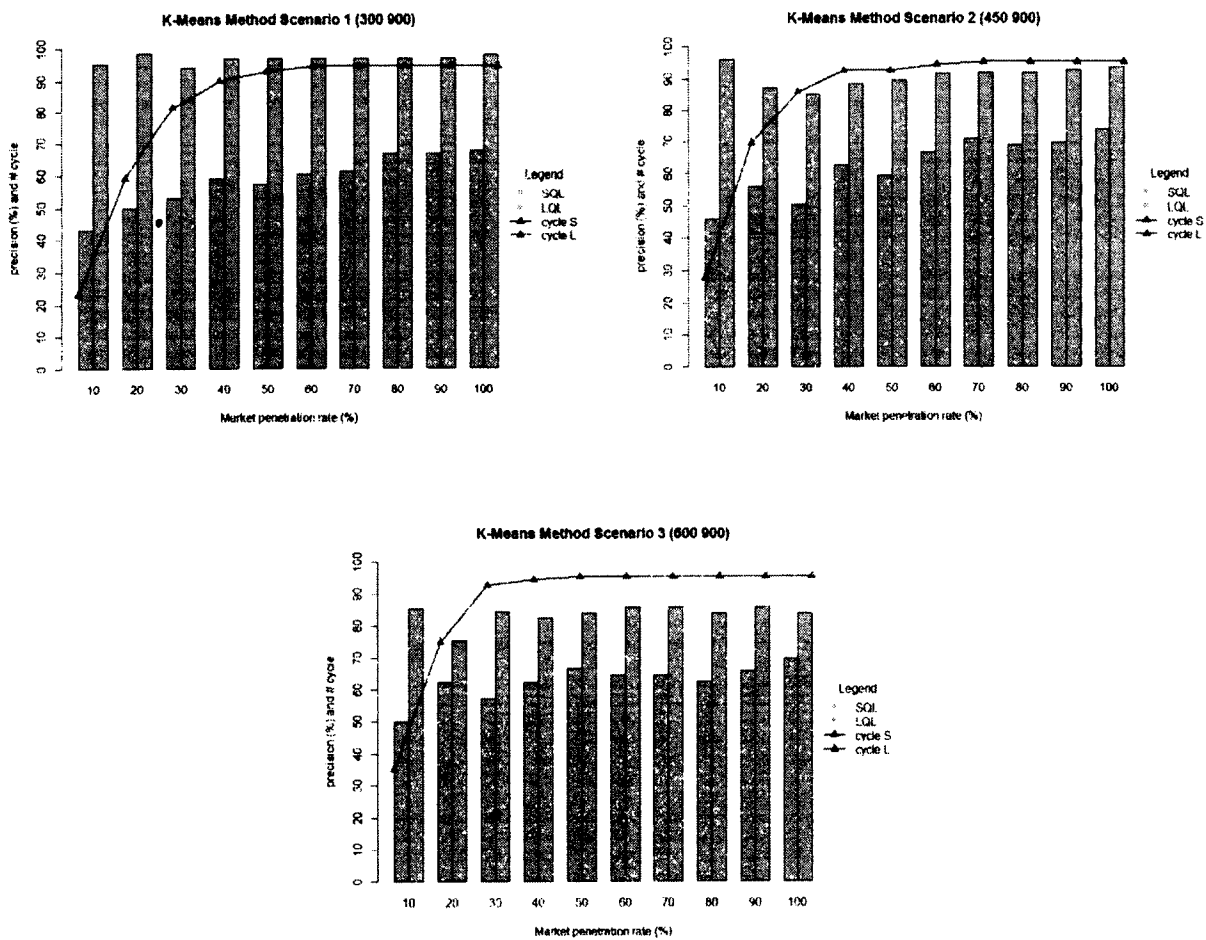 K-Means Method Scenario 1 (300 900)
precision (%) and # cycle
0 10 20 30 40 50 60 70 80 90 100
10 20 30 40 50 60 70 80 90 100
Market penetration rate (%)
Legend
SQL
LQL
cycle S
cycle L
K-Means Method Scenario 2 (450 900)
precision (%) and # cycle
0 10 20 30 40 50 60 70 80 90 100
10 20 30 40 50 60 70 80 90 100
Market penetration rate (%)
Legend
SQL
LQL
cycle S
cycle L
K-Means Method Scenario 3 (600 900)
precision (%) and # cycle
0 10 20 30 40 50 60 70 80 90 100
10 20 30 40 50 60 70 80 90 100
Market penetration rate (%)
Legend
SQL
LQL
cycle S
cycle L